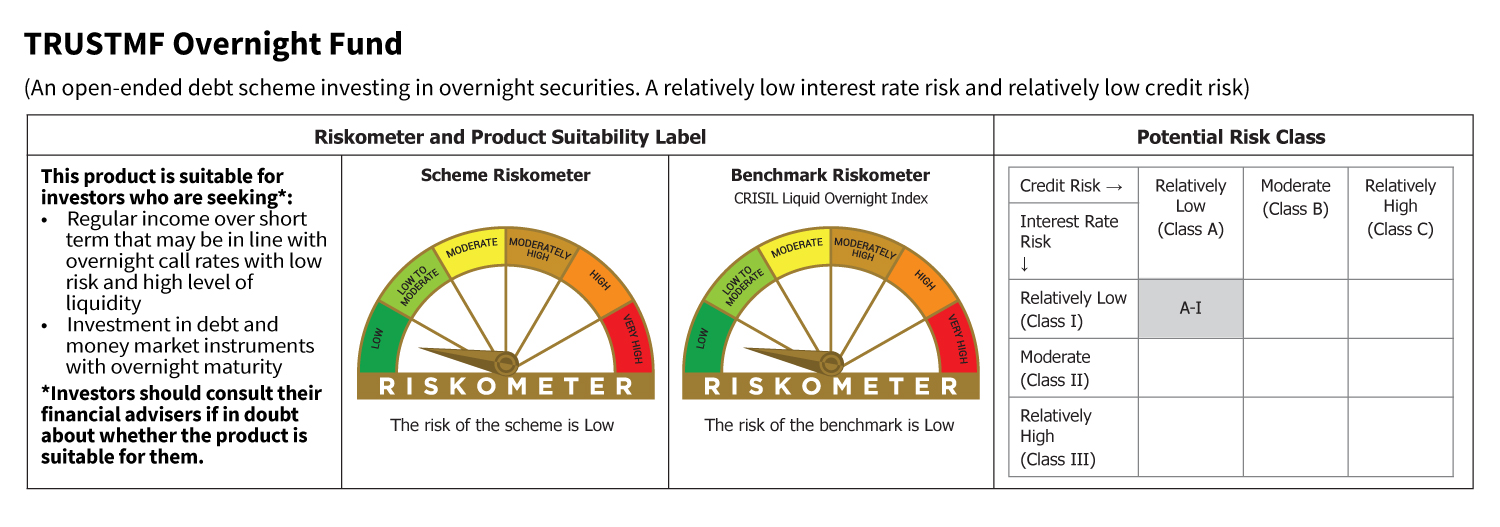 TRUSTMF Overnight Fund
(An open-ended debt scheme investing in overnight securities. A relatively low interest rate risk and relatively low credit risk)
Riskometer and Product Suitability Label
Potential Risk Class
This product is suitable for
investors who are seeking*:
• Regular income over short
term that may be in line with
overnight call rates with low
risk and high level of
liquidity
• Investment in debt and
money market instruments
with overnight maturity
*Investors should consult their
financial advisers if in doubt
about whether the product is
suitable for them.
Scheme Riskometer
LOW
LOW TO
MODERATE
MODERATE
MODERATELY
HIGH
HIGH
VERY HIGH
RISKOMETER
The risk of the scheme is Low
Benchmark Riskometer
CRISIL Liquid Overnight Index
LOW
LOW TO
MODERATE
MODERATE
MODERATELY
HIGH
HIGH
VERY HIGH
RISKOMETER
The risk of the benchmark is Low
Credit Risk →
Interest Rate
Risk
↓
Relatively
Low
(Class A)
Moderate
(Class B)
Relatively
High
(Class C)
Relatively Low
(Class I)
A-I
Moderate
(Class II)
Relatively
High
(Class III)